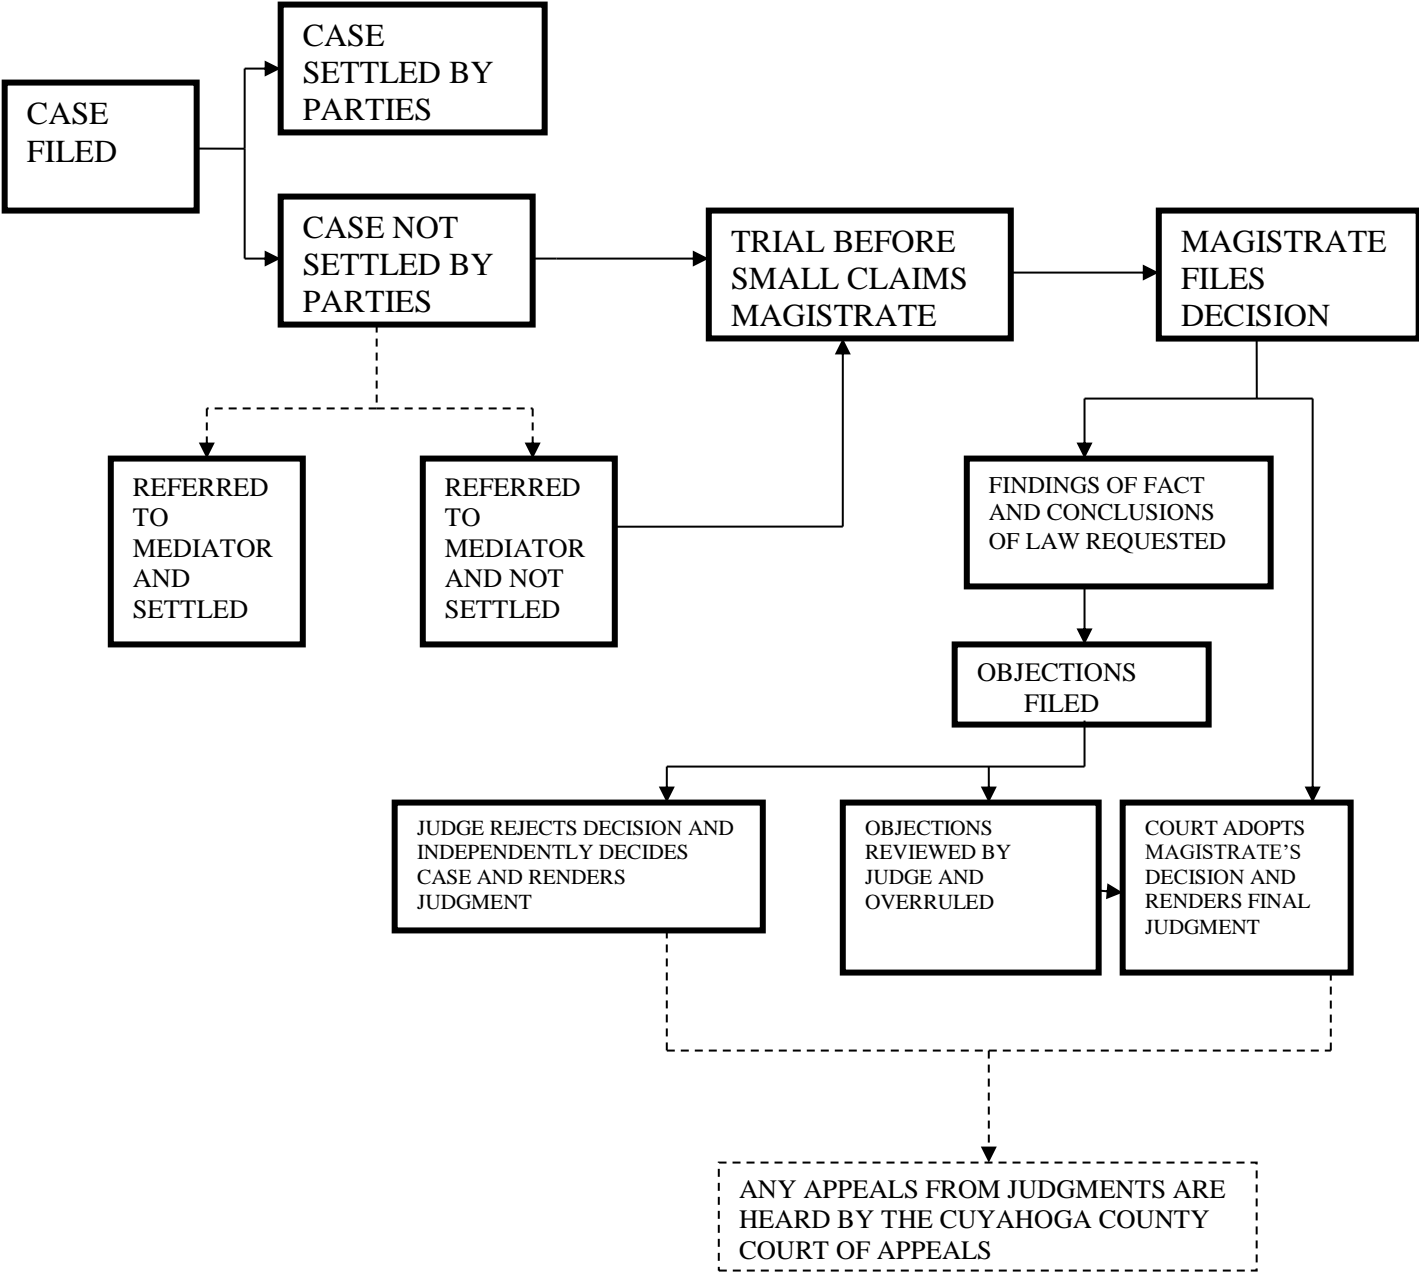 CASE
SETTLED BY
PARTIES
CASE
FILED
CASE NOT
SETTLED BY
PARTIES
TRIAL BEFORE
SMALL CLAIMS
MAGISTRATE
MAGISTRATE
FILES
DECISION
REFERRED
TO
MEDIATOR
AND
SETTLED
REFERRED
TO
MEDIATOR
AND NOT
SETTLED
FINDINGS OF FACT
AND CONCLUSIONS
OF LAW REQUESTED
OBJECTIONS
FILED
JUDGE REJECTS DECISION AND
INDEPENDENTLY DECIDES
CASE AND RENDERS
JUDGMENT
OBJECTIONS
REVIEWED BY
JUDGE AND
OVERRULED
COURT ADOPTS
MAGISTRATE’S
DECISION AND
RENDERS FINAL
JUDGMENT
ANY APPEALS FROM JUDGMENTS ARE
HEARD BY THE CUYAHOGA COUNTY
COURT OF APPEALS